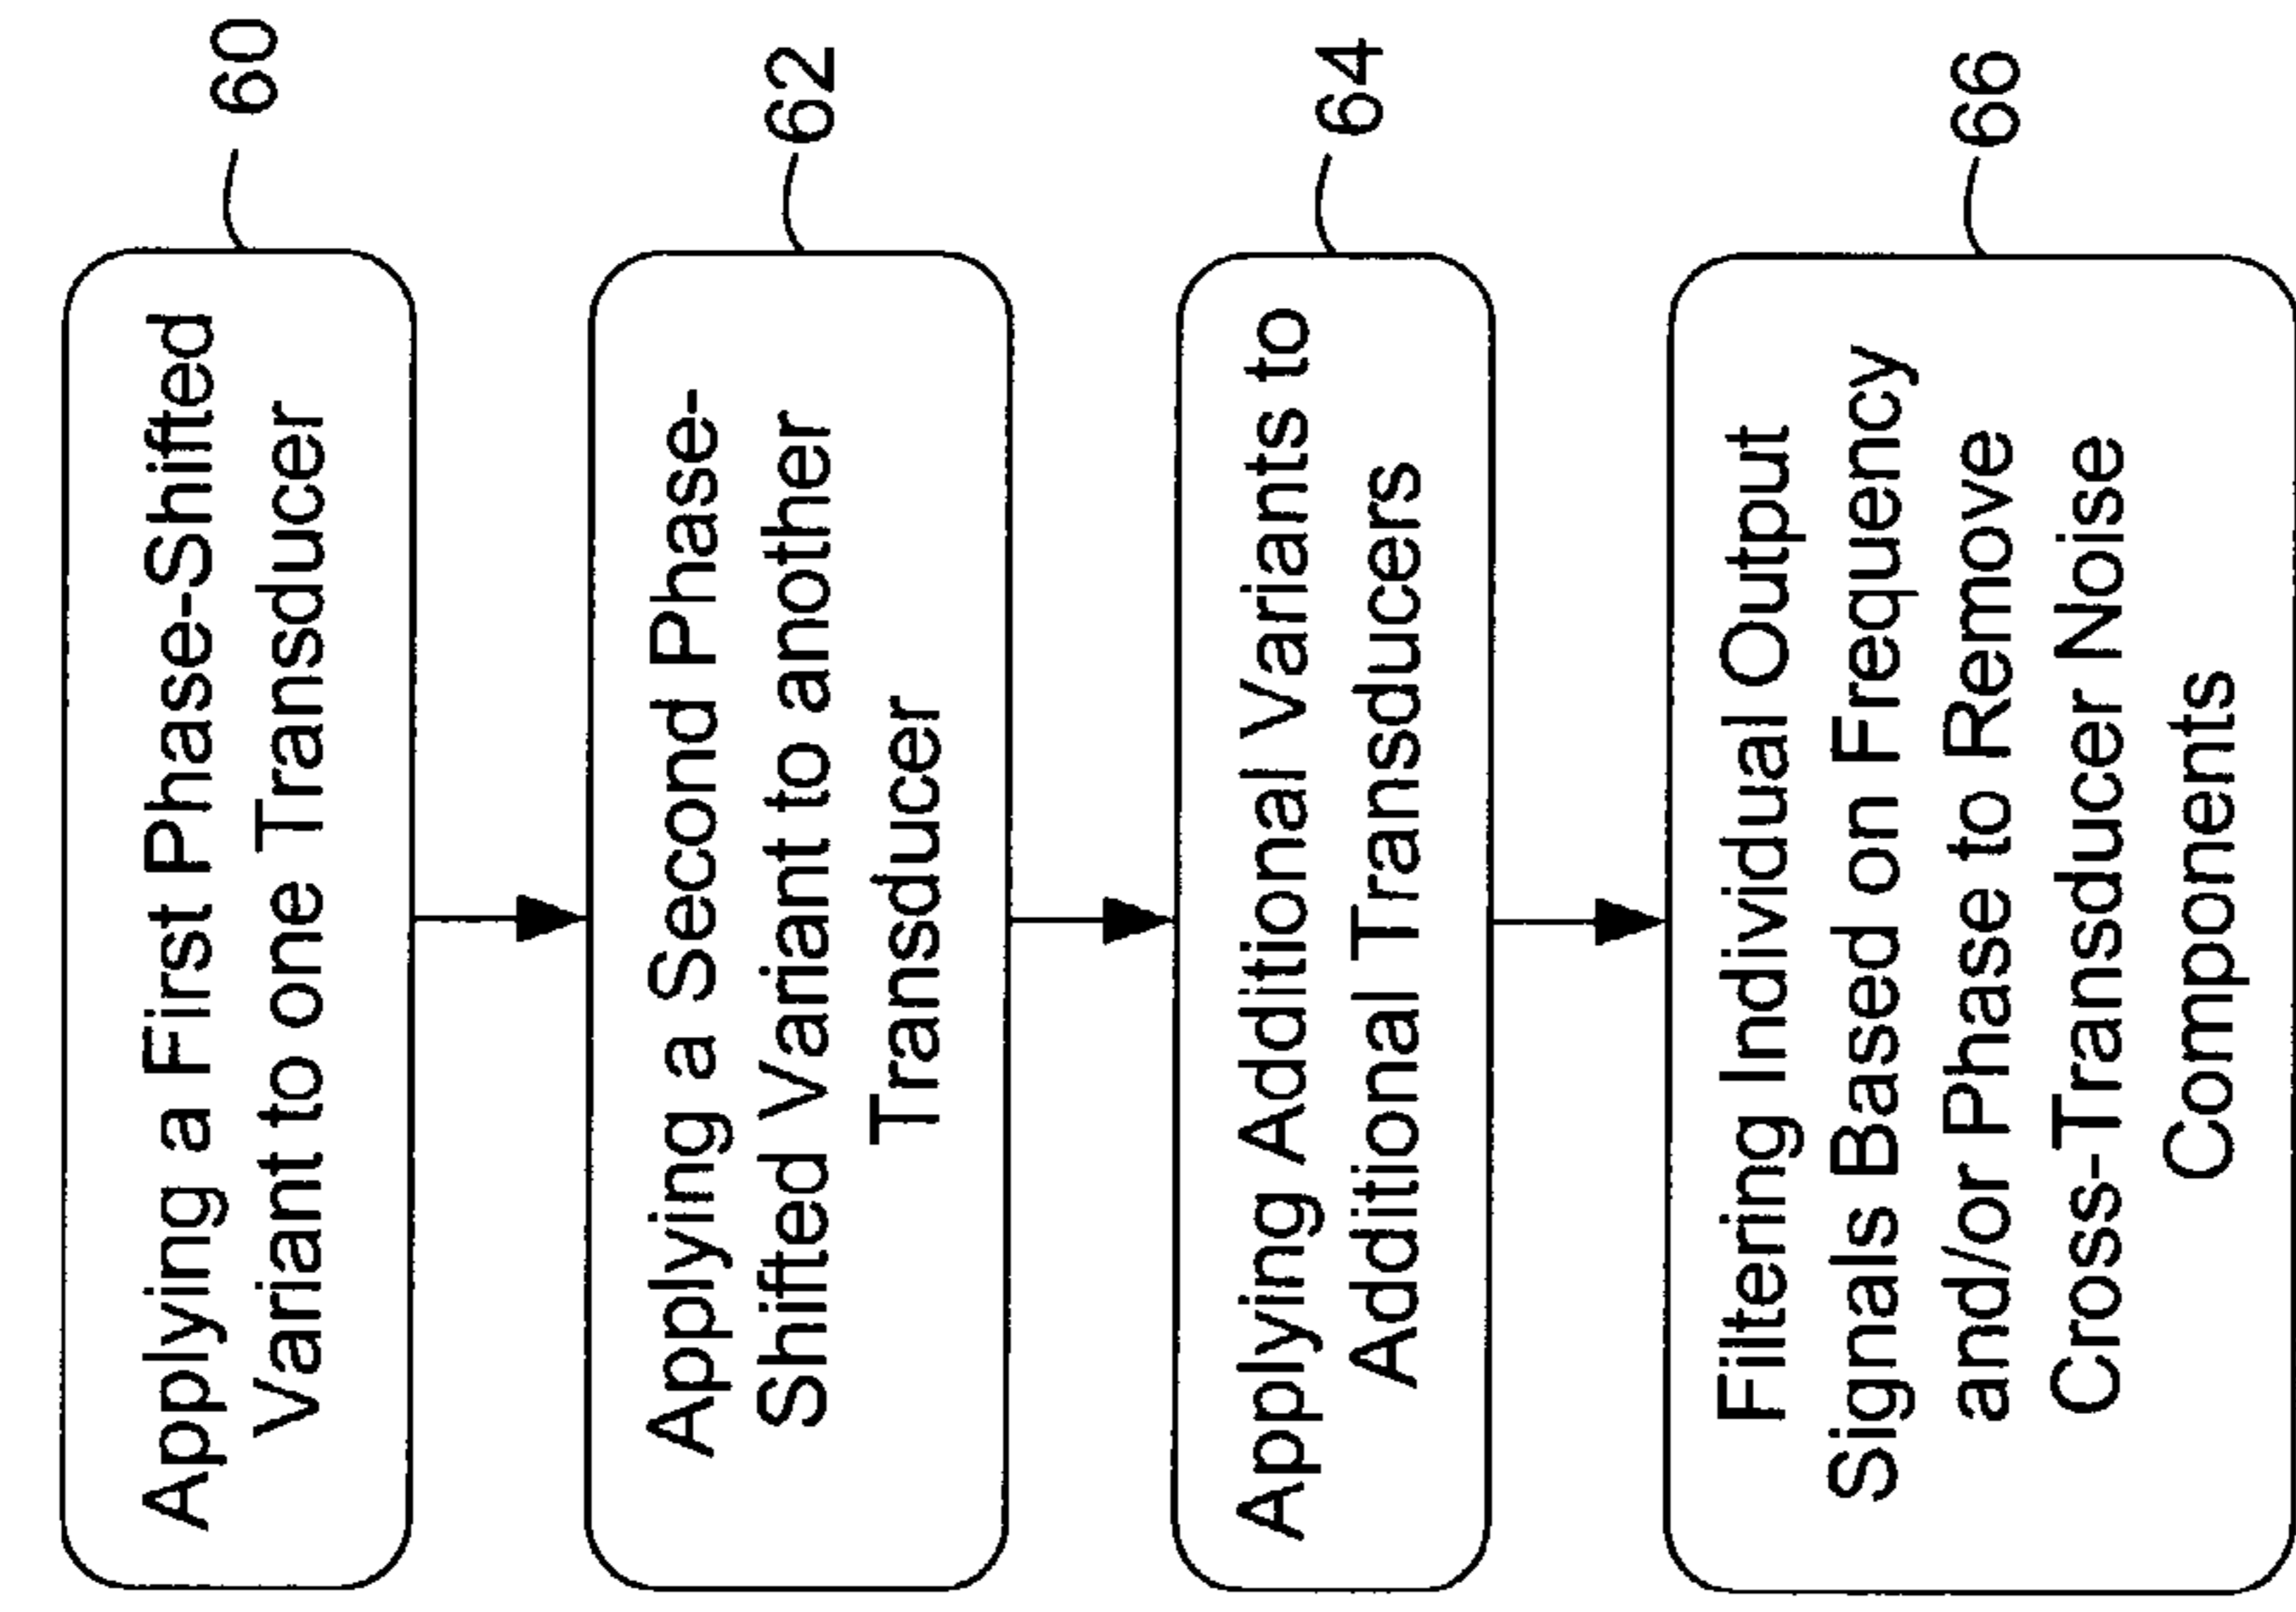 Applying a First Phase-Shifted
Variant to one Transducer
60
Applying a Second Phase-
Shifted Variant to another
Transducer
62
Applying Additional Variants to
Additional Transducers
64
Filtering Individual Output
Signals Based on Frequency
and/or Phase to Remove
Cross-Transducer Noise
Components
66